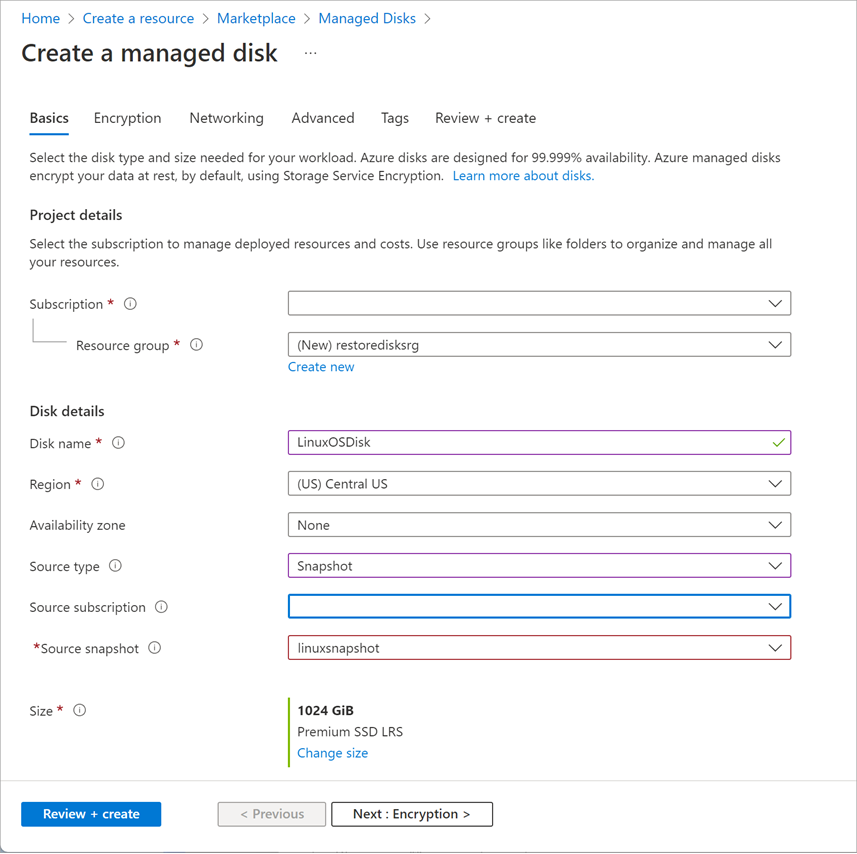 Home > Create a resource > Marketplace > Managed Disks >
Create a managed disk ...
Basics Encryption Networking Advanced Tags Review + create
Select the disk type and size needed for your workload. Azure disks are designed for 99.999% availability. Azure managed disks
encrypt your data at rest, by default, using Storage Service Encryption. Learn more about disks.
Project details
Select the subscription to manage deployed resources and costs. Use resource groups like folders to organize and manage all
your resources.
Subscription *
Resource group * (New) restoredisksrg
Create new
Disk details
Disk name * LinuxOSDisk
Region * (US) Central US
Availability zone None
Source type Snapshot
Source subscription
*Source snapshot linuxsnapshot
Size * 1024 GiB
Premium SSD LRS
Change size
Review + create < Previous Next : Encryption >